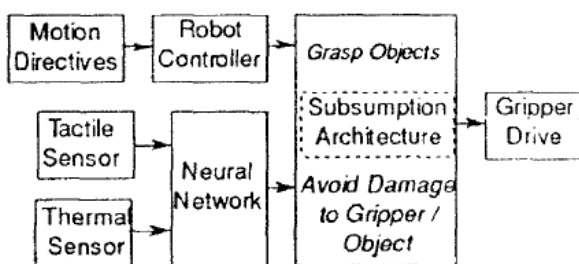 Motion
Directives
Robot
Controller
Grasp Objects
Subsumption
Architecture
Gripper
Drive
Tactile
Sensor
Neural
Network
Avoid Damage
to Gripper /
Object
Thermal
Sensor